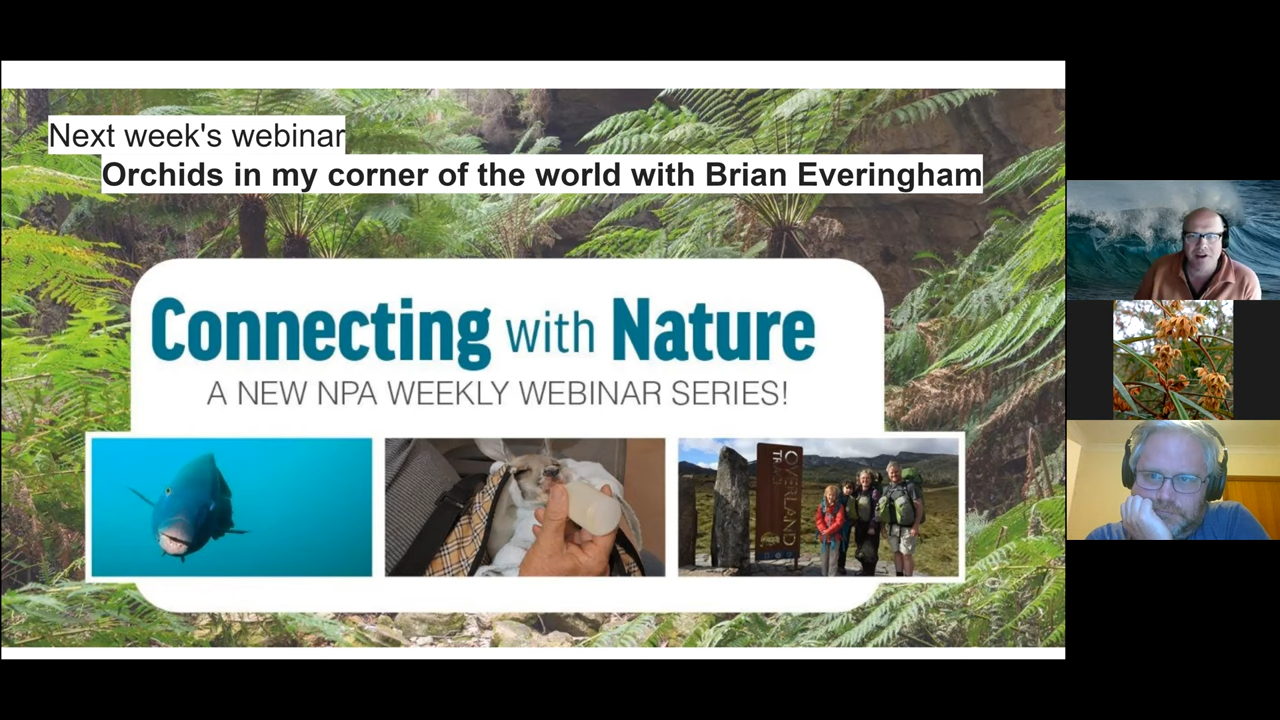 Next week's webinar
Orchids in my corner of the world with Brian Everingham
Connecting with Nature
A NEW NPA WEEKLY WEBINAR SERIES!
OVERLAND
TRACK